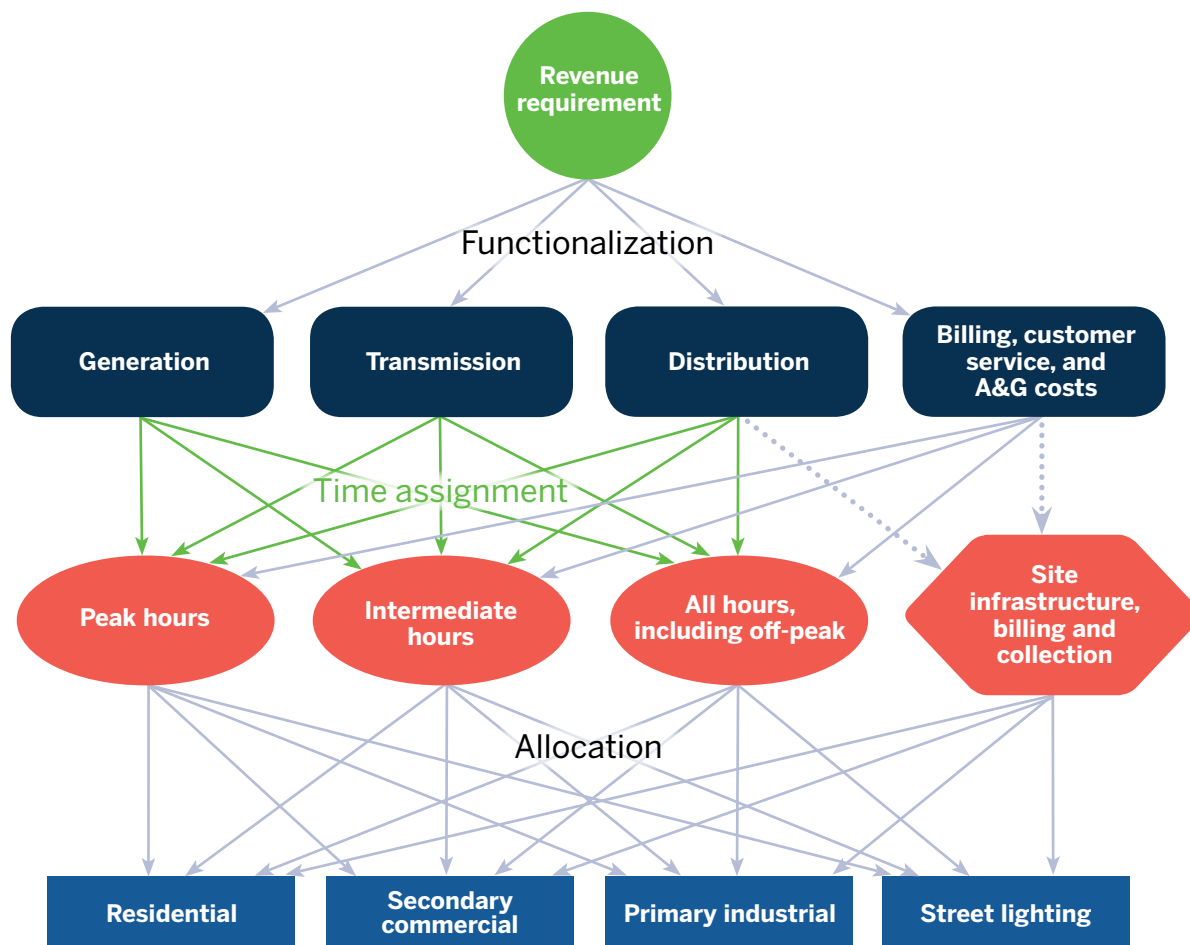 Revenue
requirement
Functionalization
Generation
Transmission
Distribution
Billing, customer
service, and
A&G costs
Time assignment
Peak hours
Intermediate
hours
All hours,
including off-peak
Site
infrastructure,
billing and
collection
Allocation
Residential
Secondary
commercial
Primary industrial
Street lighting